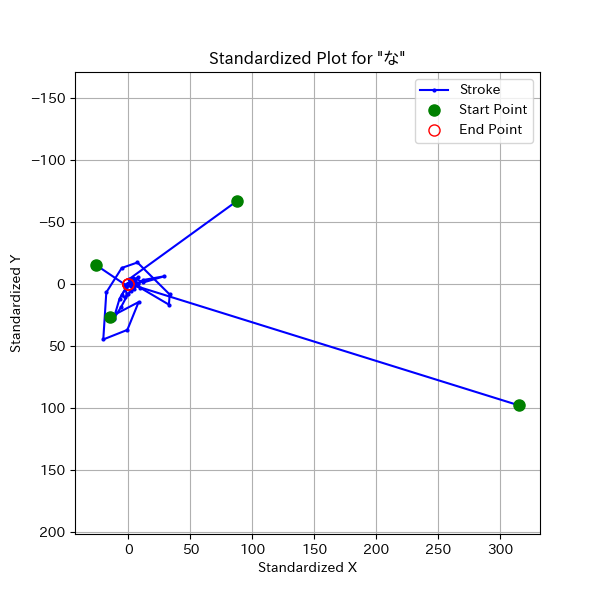 Standardized Plot for "な"
Stroke
Start Point
End Point
−150
−100
−50
0
50
100
150
200
Standardized Y
0 50 100 150 200 250 300
Standardized X